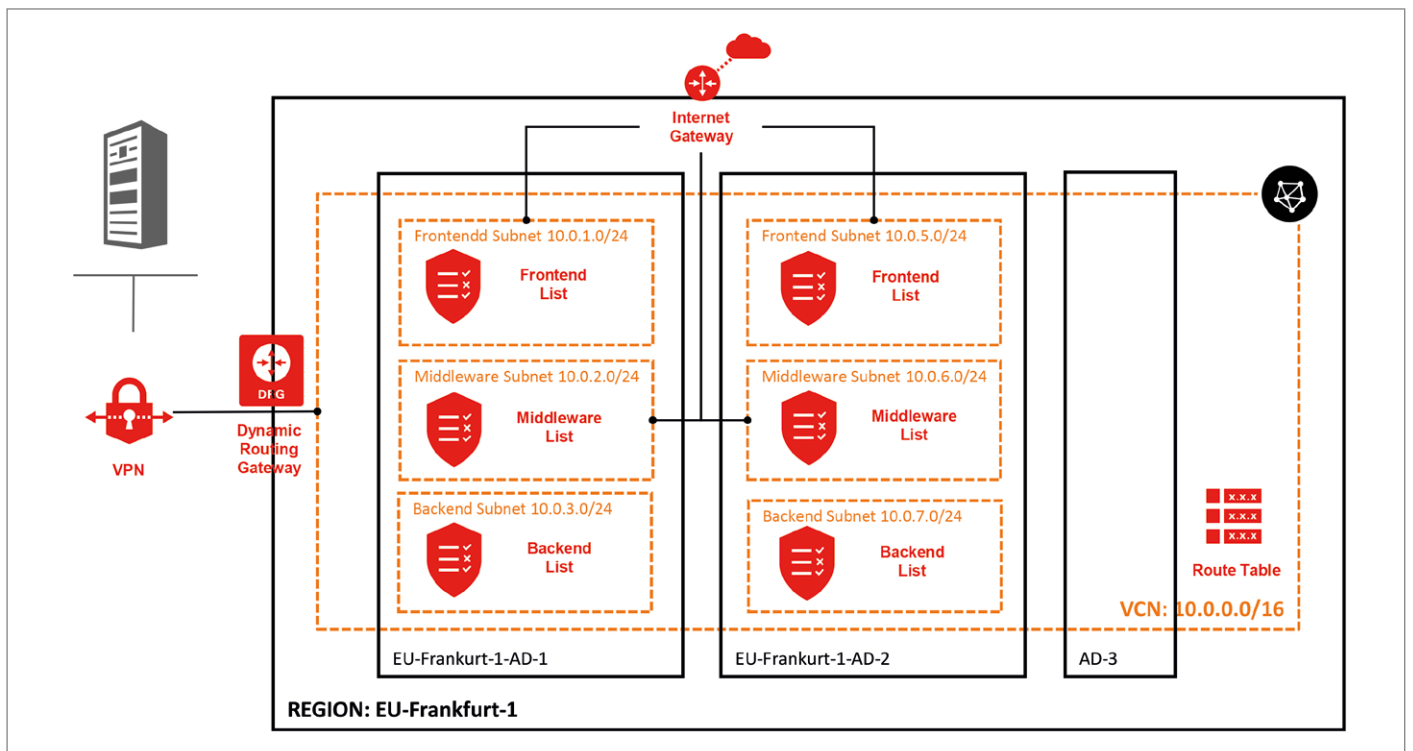 Internet
Gateway
Frontendd Subnet 10.0.1.0/24
Frontend
List
Frontend Subnet 10.0.5.0/24
Frontend
List
Middleware Subnet 10.0.2.0/24
Middleware
List
Middleware Subnet 10.0.6.0/24
Middleware
List
DRG
Dynamic
Routing
Gateway
VPN
Backend Subnet 10.0.3.0/24
Backend
List
Backend Subnet 10.0.7.0/24
Backend
List
x.x.x
x.x.x
x.x.x
Route Table
VCN: 10.0.0.0/16
EU-Frankurt-1-AD-1
EU-Frankurt-1-AD-2
AD-3
REGION: EU-Frankfurt-1